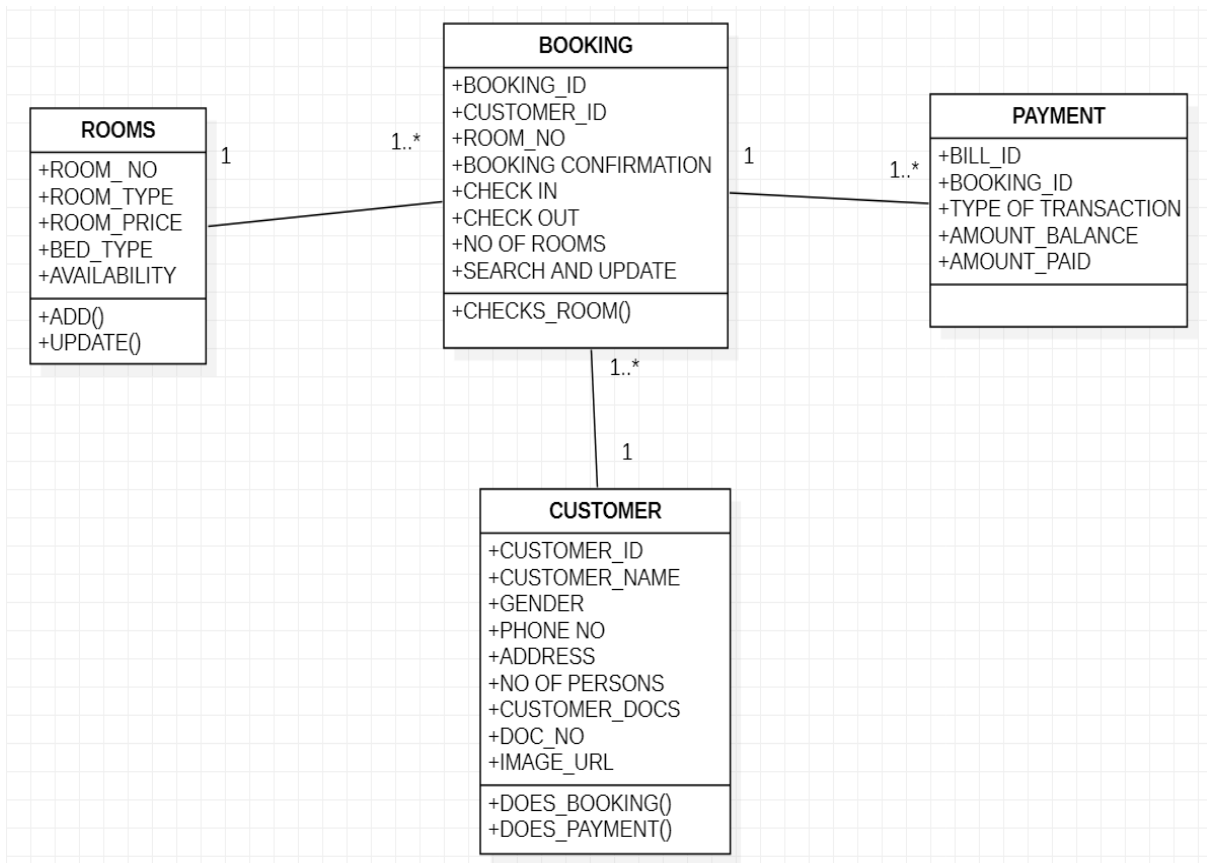 BOOKING
+BOOKING_ID
+CUSTOMER_ID
+ROOM_NO
+BOOKING CONFIRMATION
+CHECK IN
+CHECK OUT
+NO OF ROOMS
+SEARCH AND UPDATE
+CHECKS_ROOM()
ROOMS
+ROOM_ NO
+ROOM_TYPE
+ROOM_PRICE
+BED_TYPE
+AVAILABILITY
+ADD()
+UPDATE()
1
1..*
1
1..*
PAYMENT
+BILL_ID
+BOOKING_ID
+TYPE OF TRANSACTION
+AMOUNT_BALANCE
+AMOUNT_PAID
1..*
1
CUSTOMER
+CUSTOMER_ID
+CUSTOMER_NAME
+GENDER
+PHONE NO
+ADDRESS
+NO OF PERSONS
+CUSTOMER_DOCS
+DOC_NO
+IMAGE_URL
+DOES_BOOKING()
+DOES_PAYMENT()